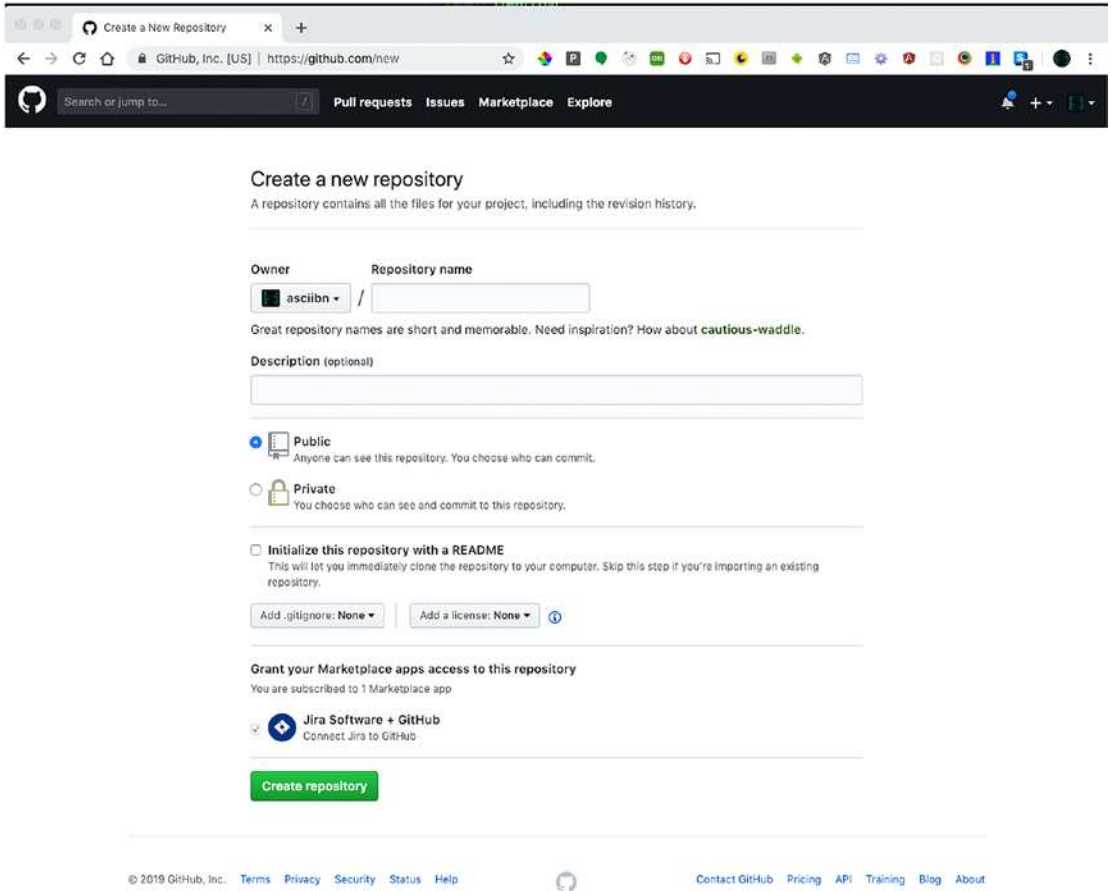 Create a New Repository
GitHub, Inc. [US] | https://github.com/new
Search or jump to...
Pull requests Issues Marketplace Explore
Create a new repository
A repository contains all the files for your project, including the revision history.
Owner Repository name
asciibn /
Great repository names are short and memorable. Need inspiration? How about cautious-waddle.
Description (optional)
Public
Anyone can see this repository. You choose who can commit.
Private
You choose who can see and commit to this repository.
Initialize this repository with a README
This will let you immediately clone the repository to your computer. Skip this step if you're importing an existing
repository.
Add .gitignore: None Add a license: None
Grant your Marketplace apps access to this repository
You are subscribed to 1 Marketplace app
Jira Software + GitHub
Connect Jira to GitHub
Create repository
© 2019 GitHub, Inc. Terms Privacy Security Status Help Contact GitHub Pricing API Training Blog About